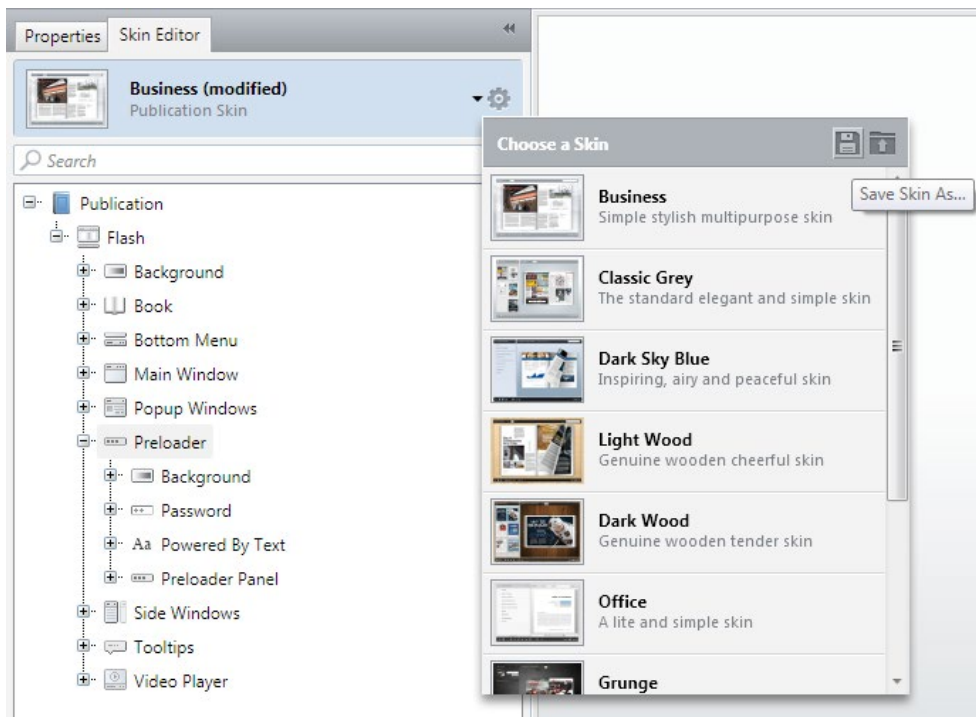 Properties
Skin Editor
Business (modified)
Publication Skin
Search
Publication
Flash
Background
Book
Bottom Menu
Main Window
Popup Windows
Preloader
Background
Password
Aa Powered By Text
Preloader Panel
Side Windows
Tooltips
Video Player
Choose a Skin
Save Skin As...
Business
Simple stylish multipurpose skin
Classic Grey
The standard elegant and simple skin
Dark Sky Blue
Inspiring, airy and peaceful skin
Light Wood
Genuine wooden cheerful skin
Dark Wood
Genuine wooden tender skin
Office
A lite and simple skin
Grunge